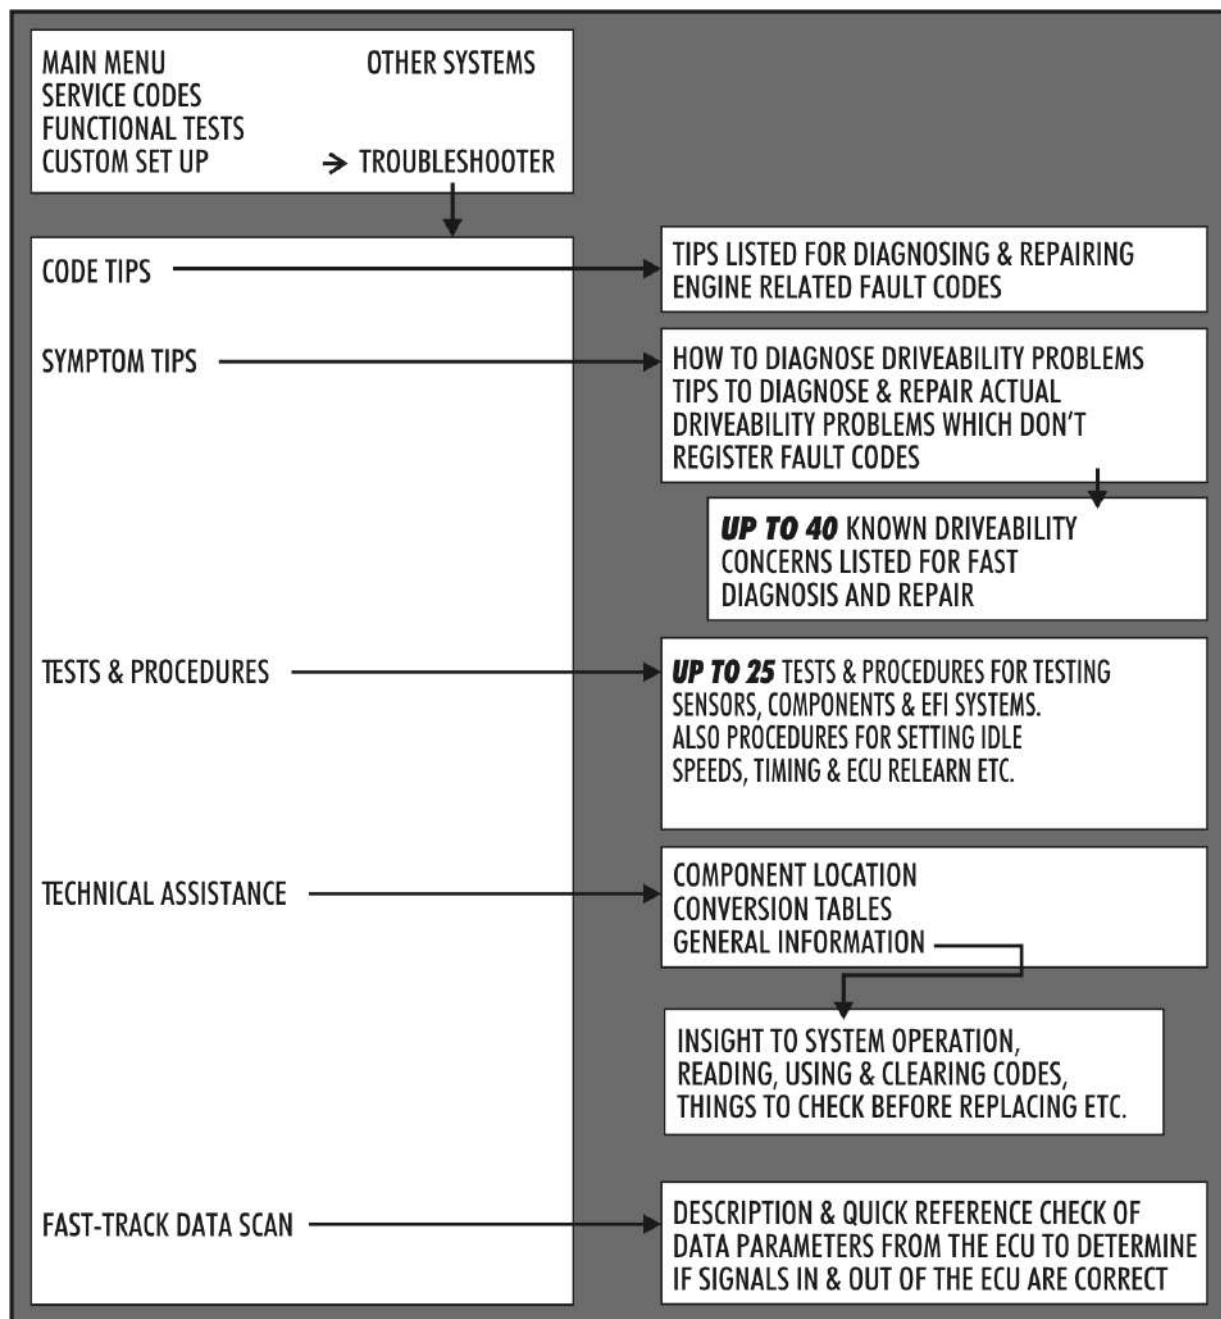 MAIN MENU OTHER SYSTEMS
SERVICE CODES
FUNCTIONAL TESTS
CUSTOM SET UP → TROUBLESHOOTER
CODE TIPS
TIPS LISTED FOR DIAGNOSING & REPAIRING
ENGINE RELATED FAULT CODES
SYMPTOM TIPS
HOW TO DIAGNOSE DRIVEABILITY PROBLEMS
TIPS TO DIAGNOSE & REPAIR ACTUAL
DRIVEABILITY PROBLEMS WHICH DON'T
REGISTER FAULT CODES
UP TO 40 KNOWN DRIVEABILITY
CONCERNS LISTED FOR FAST
DIAGNOSIS AND REPAIR
TESTS & PROCEDURES
UP TO 25 TESTS & PROCEDURES FOR TESTING
SENSORS, COMPONENTS & EFI SYSTEMS.
ALSO PROCEDURES FOR SETTING IDLE
SPEEDS, TIMING & ECU RELEARN ETC.
TECHNICAL ASSISTANCE
COMPONENT LOCATION
CONVERSION TABLES
GENERAL INFORMATION
INSIGHT TO SYSTEM OPERATION,
READING, USING & CLEARING CODES,
THINGS TO CHECK BEFORE REPLACING ETC.
FAST-TRACK DATA SCAN
DESCRIPTION & QUICK REFERENCE CHECK OF
DATA PARAMETERS FROM THE ECU TO DETERMINE
IF SIGNALS IN & OUT OF THE ECU ARE CORRECT